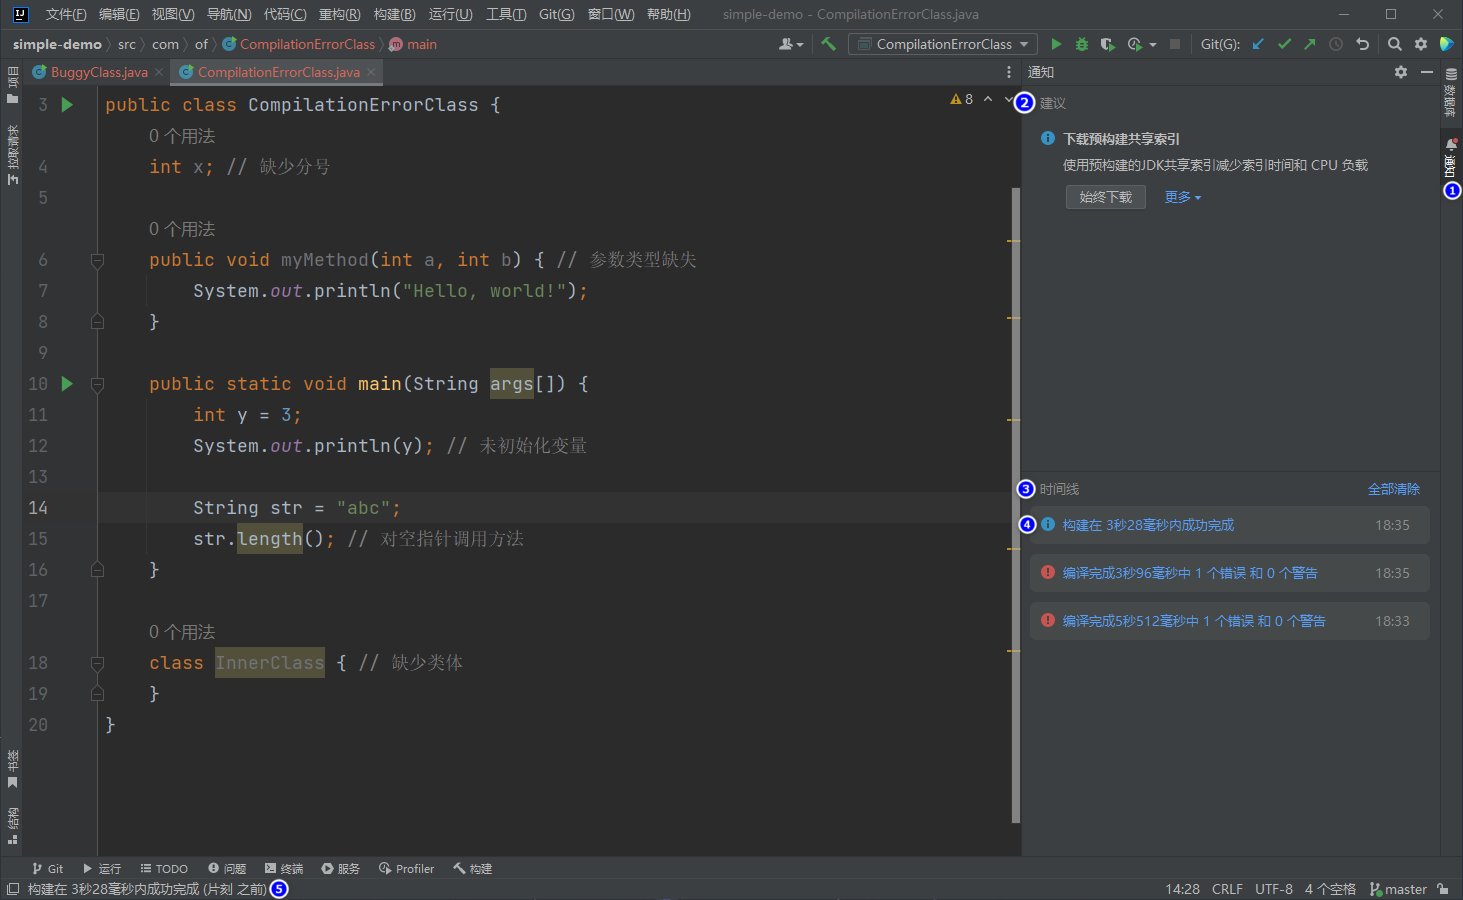 文件(F) 编辑(E) 视图(V) 导航(N) 代码(C) 重构(R) 构建(B) 运行(U) 工具(T) Git(G) 窗口(W) 帮助(H) simple-demo - CompilationErrorClass.java
simple-demo src com of CompilationErrorClass main CompilationErrorClass Git(G):
BuggyClass.java CompilationErrorClass.java
项目
拉取请求
书签
结构
3 public class CompilationErrorClass {
0 个用法
4 int x; // 缺少分号
5
0 个用法
6 public void myMethod(int a, int b) { // 参数类型缺失
7 System.out.println("Hello, world!");
8 }
9
10 public static void main(String args[]) {
11 int y = 3;
12 System.out.println(y); // 未初始化变量
13
14 String str = "abc";
15 str.length(); // 对空指针调用方法
16 }
17
0 个用法
18 class InnerClass { // 缺少类体
19 }
20 }
8
通知
2 建议
下载预构建共享索引
使用预构建的JDK共享索引减少索引时间和 CPU 负载
始终下载 更多
3 时间线 全部清除
4 构建在 3秒28毫秒内成功完成 18:35
编译完成3秒96毫秒中 1 个错误 和 0 个警告 18:35
编译完成5秒512毫秒中 1 个错误 和 0 个警告 18:33
数据库
通知
1
Git 运行 TODO 问题 终端 服务 Profiler 构建
构建在 3秒28毫秒内成功完成 (片刻 之前) 5 14:28 CRLF UTF-8 4 个空格 master